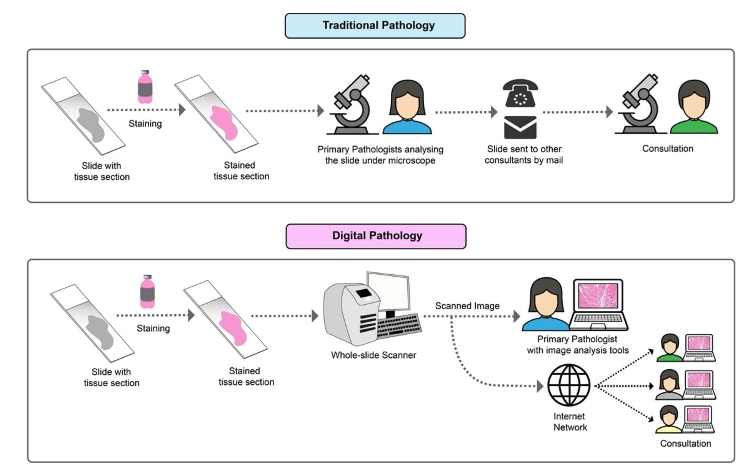 Traditional Pathology
Staining
Slide with
tissue section
Stained
tissue section
Primary Pathologists analysing
the slide under microscope
Slide sent to other
consultants by mail
Consultation
Digital Pathology
Staining
Slide with
tissue section
Stained
tissue section
Whole-slide Scanner
Scanned Image
Primary Pathologist
with image analysis tools
Internet
Network
Consultation